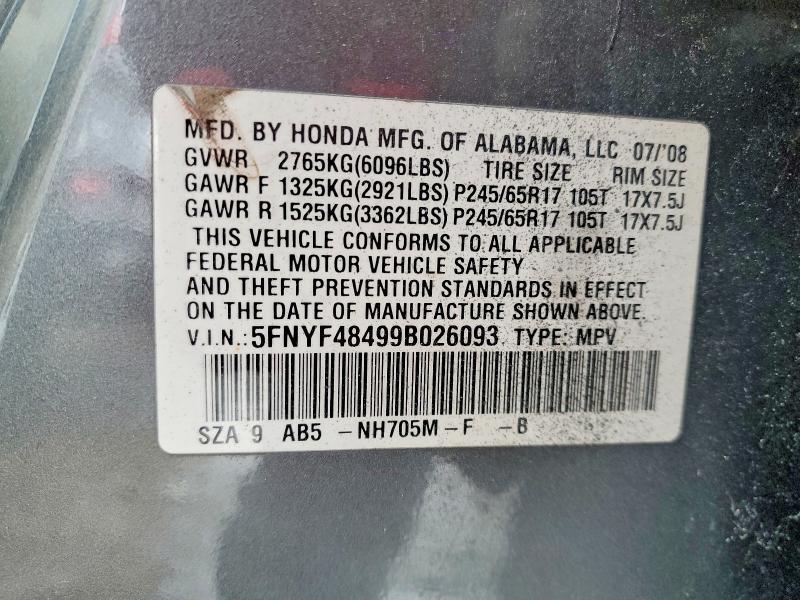 MFD. BY HONDA MFG. OF ALABAMA, LLC 07/'08
GVWR 2765KG(6096LBS) TIRE SIZE RIM SIZE
GAWR F 1325KG(2921LBS) P245/65R17 105T 17X7.5J
GAWR R 1525KG(3362LBS) P245/65R17 105T 17X7.5J
THIS VEHICLE CONFORMS TO ALL APPLICABLE
FEDERAL MOTOR VEHICLE SAFETY
AND THEFT PREVENTION STANDARDS IN EFFECT
ON THE DATE OF MANUFACTURE SHOWN ABOVE.
V.I.N.: 5FNYF48499B026093 TYPE: MPV
SZA 9 AB5 -NH705M-F -B